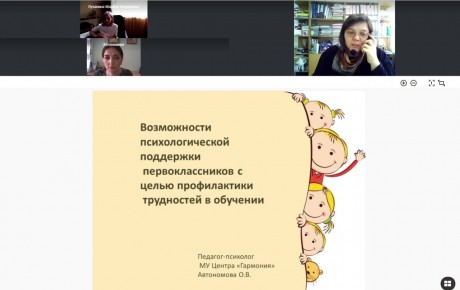 Возможности
психологической
поддержки
первоклассников с
целью профилактики
трудностей в обучении
Педагог-психолог
МУ Центра «Гармония»
Автономова О.В.